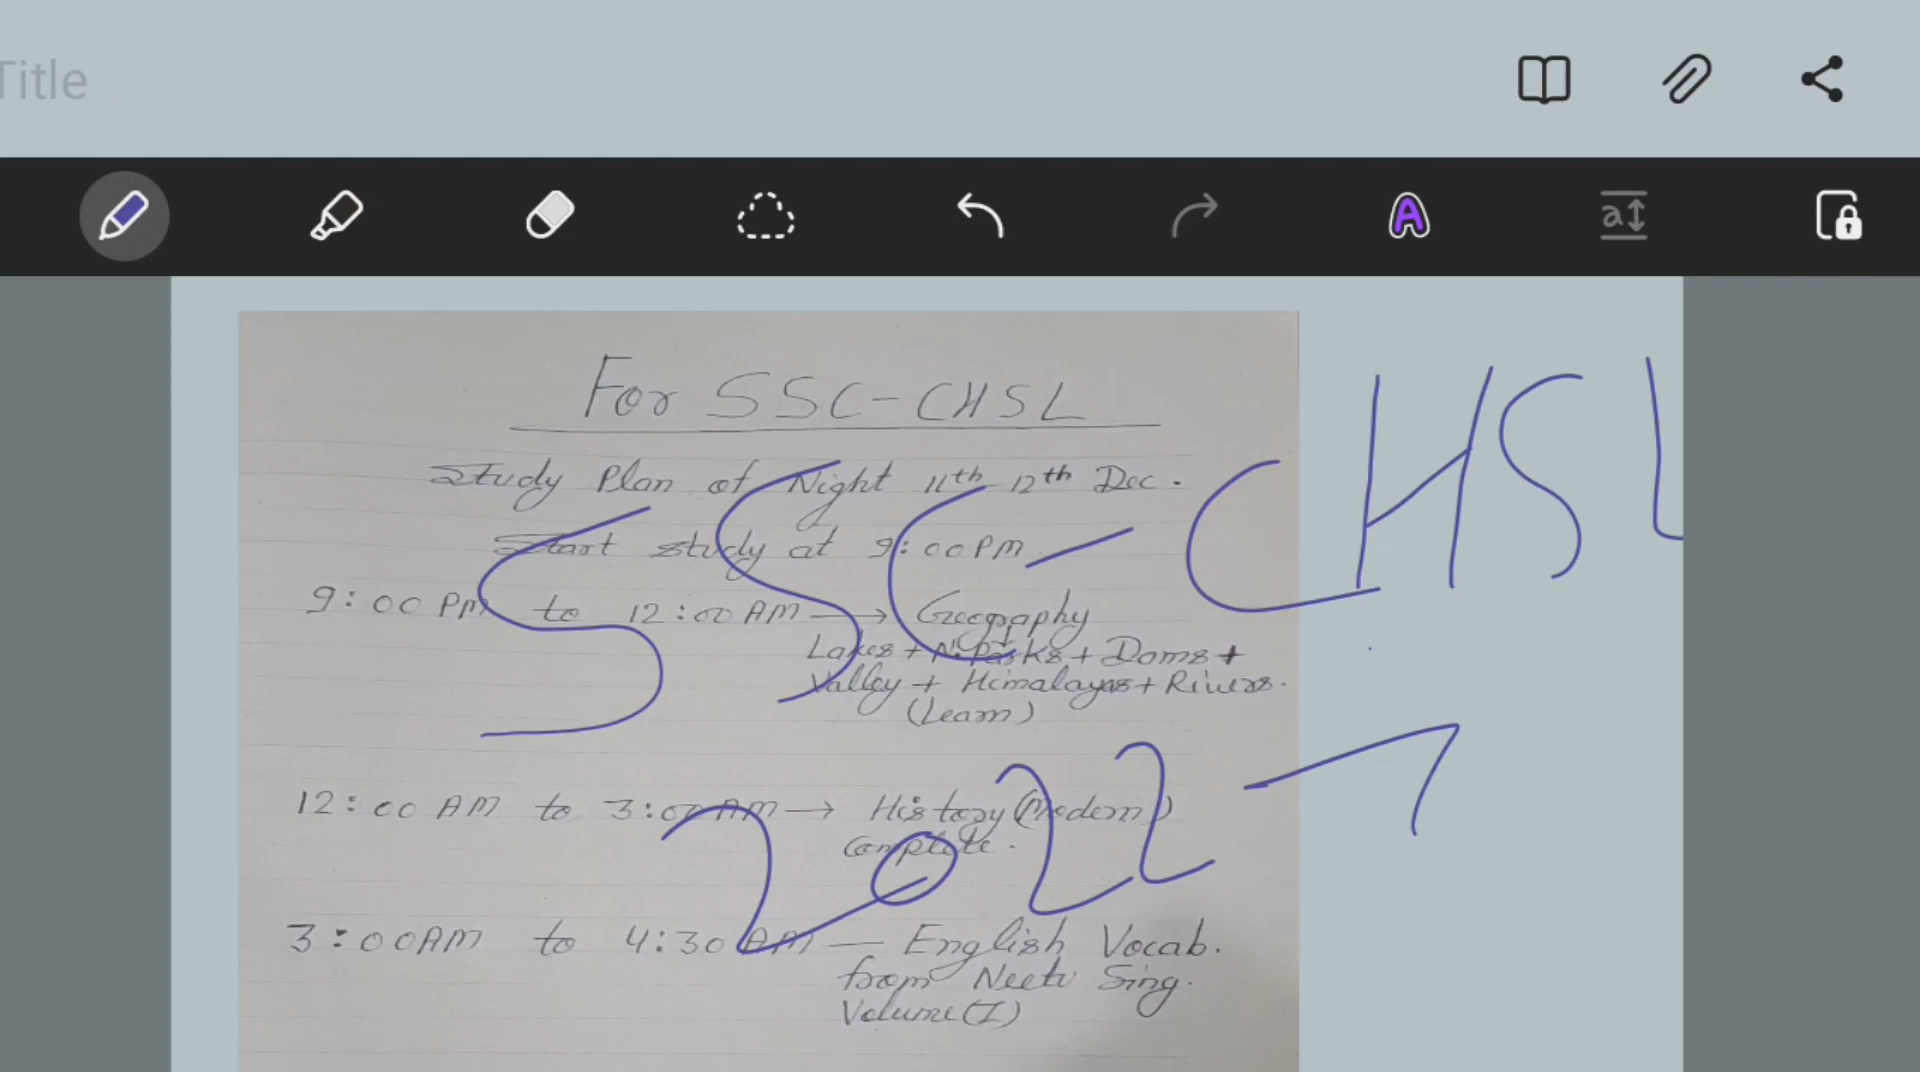 Title
For SSC-CHSL
Study Plan of Night 11th 12th Dec.
Start study at 9:00PM
9:00 Pm to 12:00 AM → Geography
Lakes + N.Parks + Doms +
Valley + Himalayas + Rivers.
(Learn)
12:00 AM to 3:00 AM → History (Modern)
Complete.
3:00AM to 4:30 AM — English Vocab.
from Neetu Sing.
Volume (I)
SSC-CHSL
2022